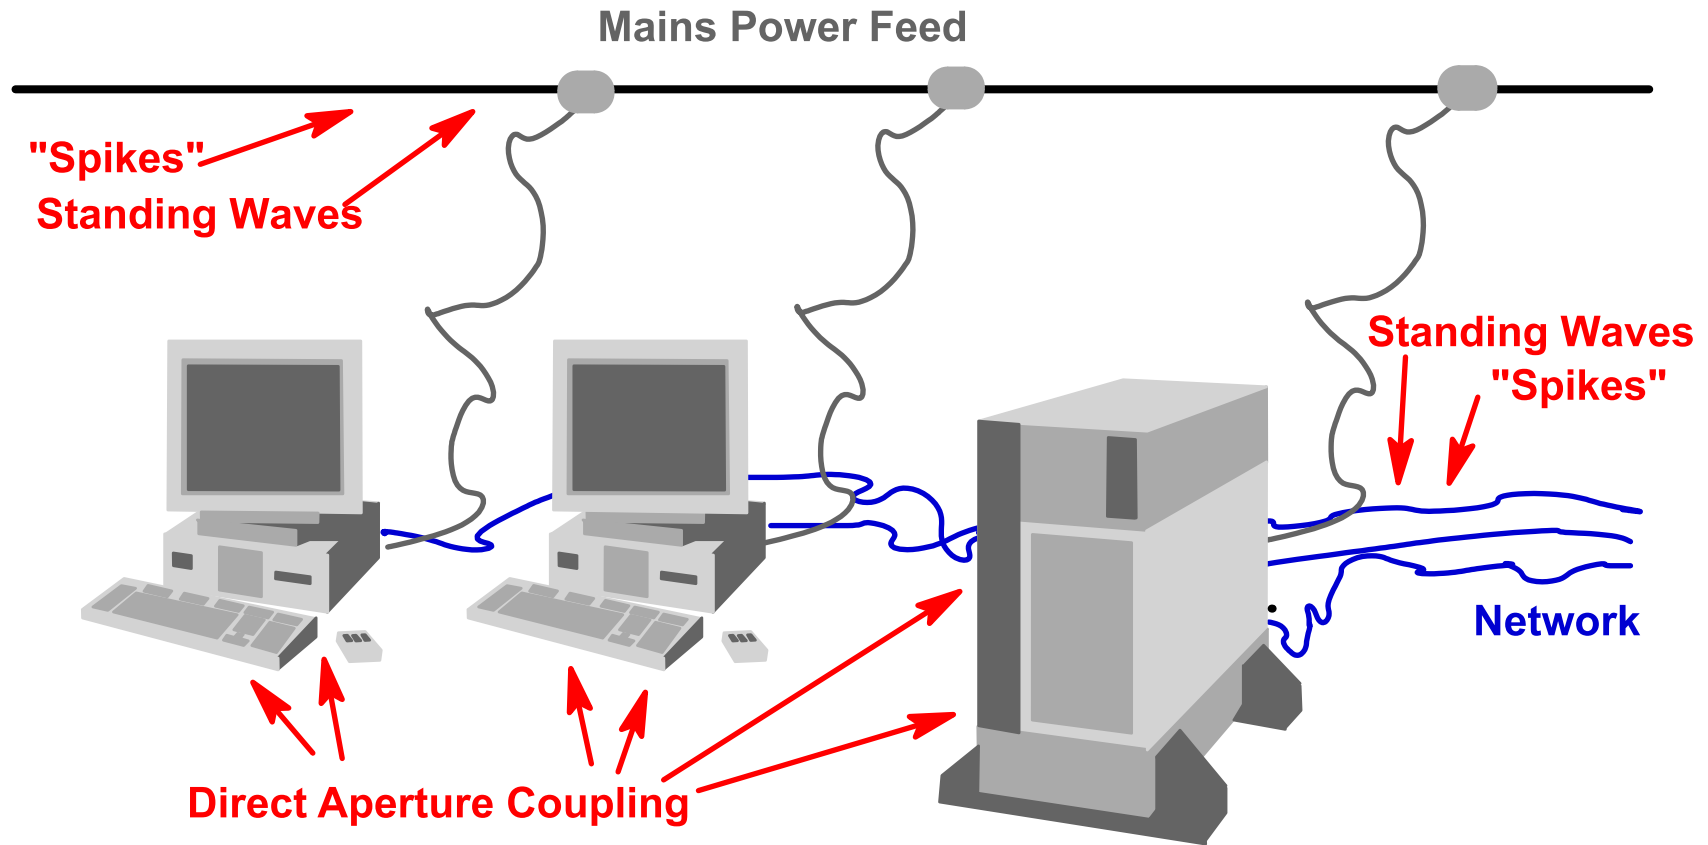 Mains Power Feed
"Spikes"
Standing Waves
Standing Waves
"Spikes"
Network
Direct Aperture Coupling